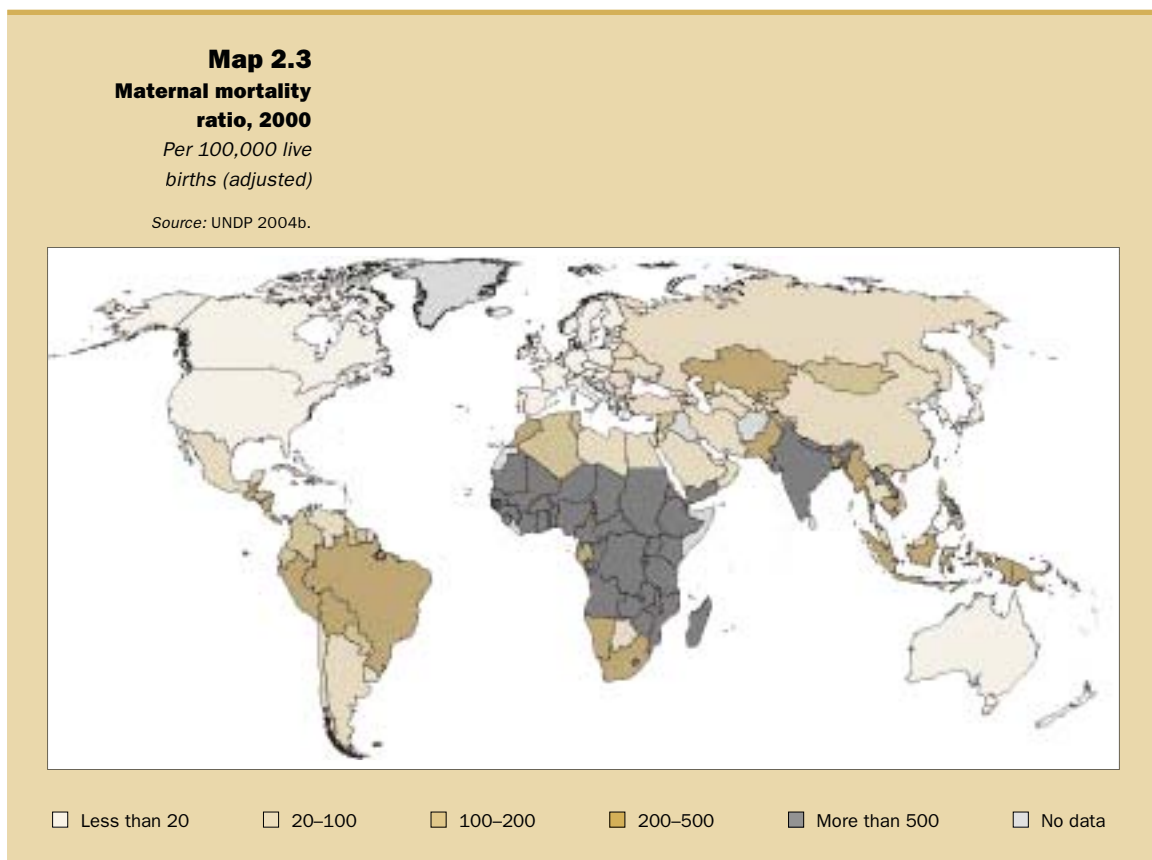 Map 2.3
Maternal mortality
ratio, 2000
Per 100,000 live
births (adjusted)
Source: UNDP 2004b.
Less than 20
20–100
100–200
200–500
More than 500
No data